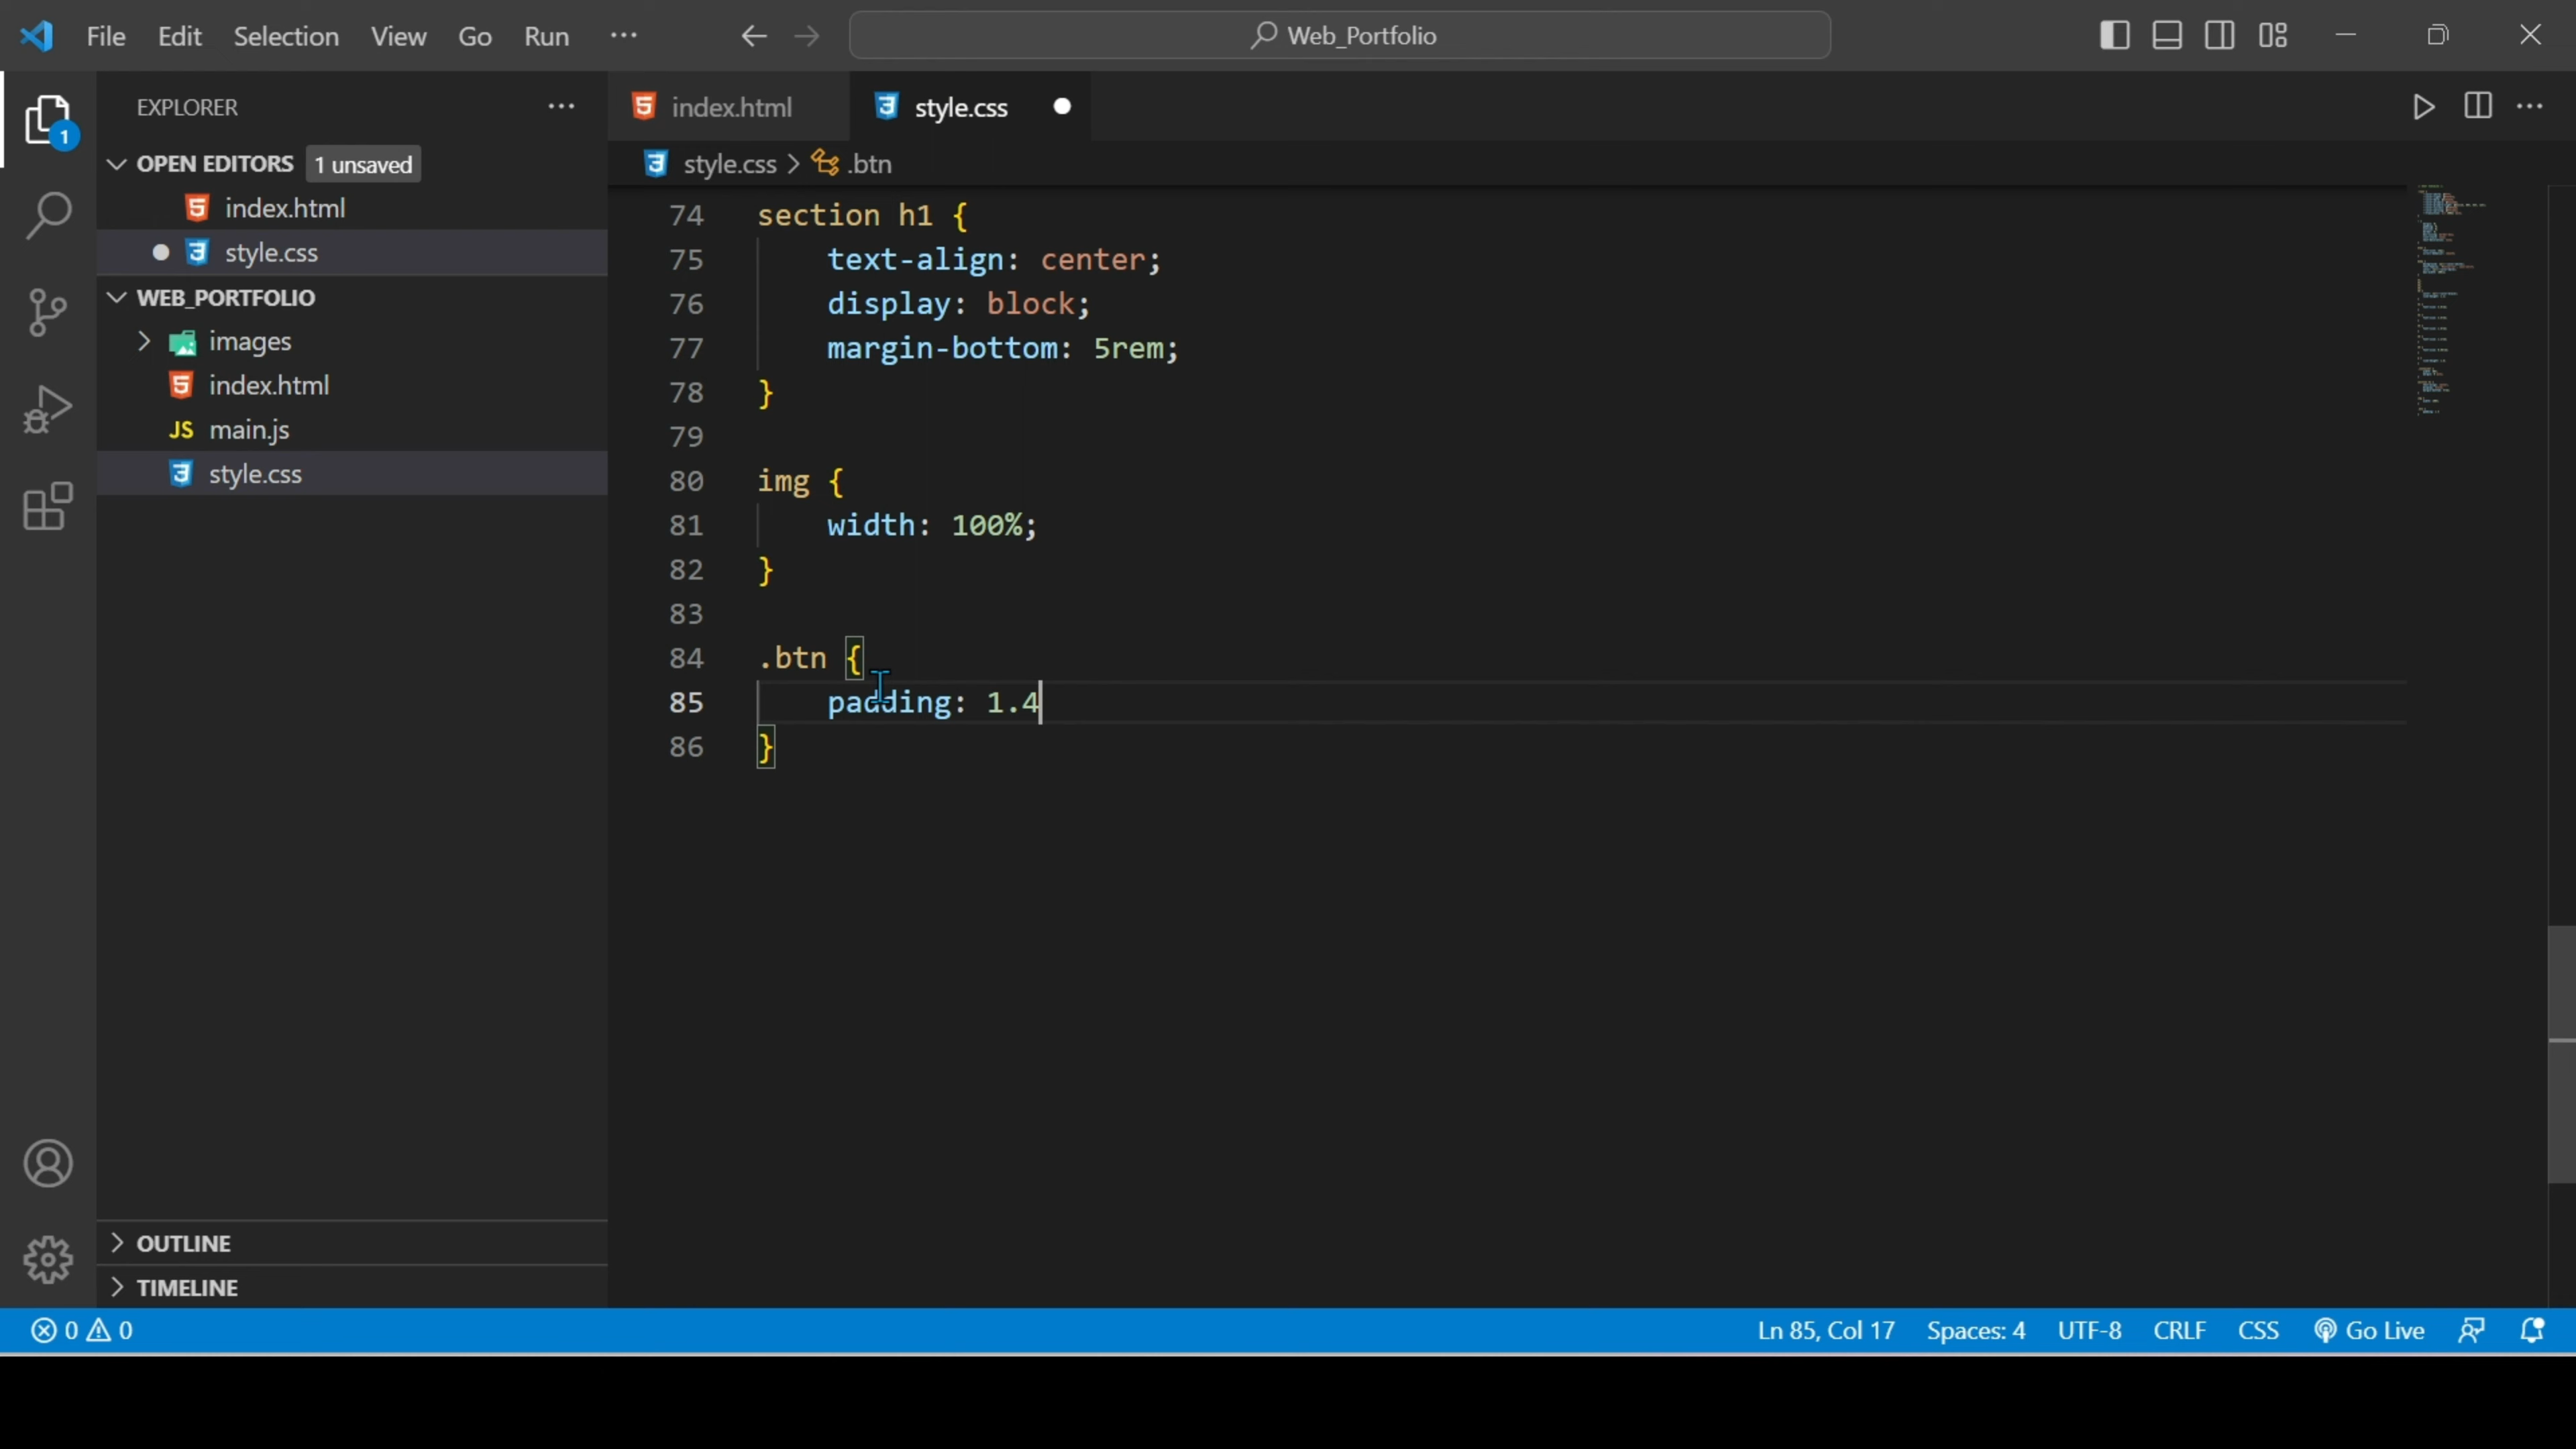 File Edit Selection View Go Run ··· Web_Portfolio
EXPLORER ···
index.html style.css ···
OPEN EDITORS 1 unsaved
style.css > .btn
index.html
style.css
WEB_PORTFOLIO
images
index.html
JS main.js
style.css
74 section h1 {
75 text-align: center;
76 display: block;
77 margin-bottom: 5rem;
78 }
79
80 img {
81 width: 100%;
82 }
83
84 .btn {
85 padding: 1.4
86 }
1
OUTLINE
TIMELINE
0 0 Ln 85, Col 17 Spaces: 4 UTF-8 CRLF CSS Go Live